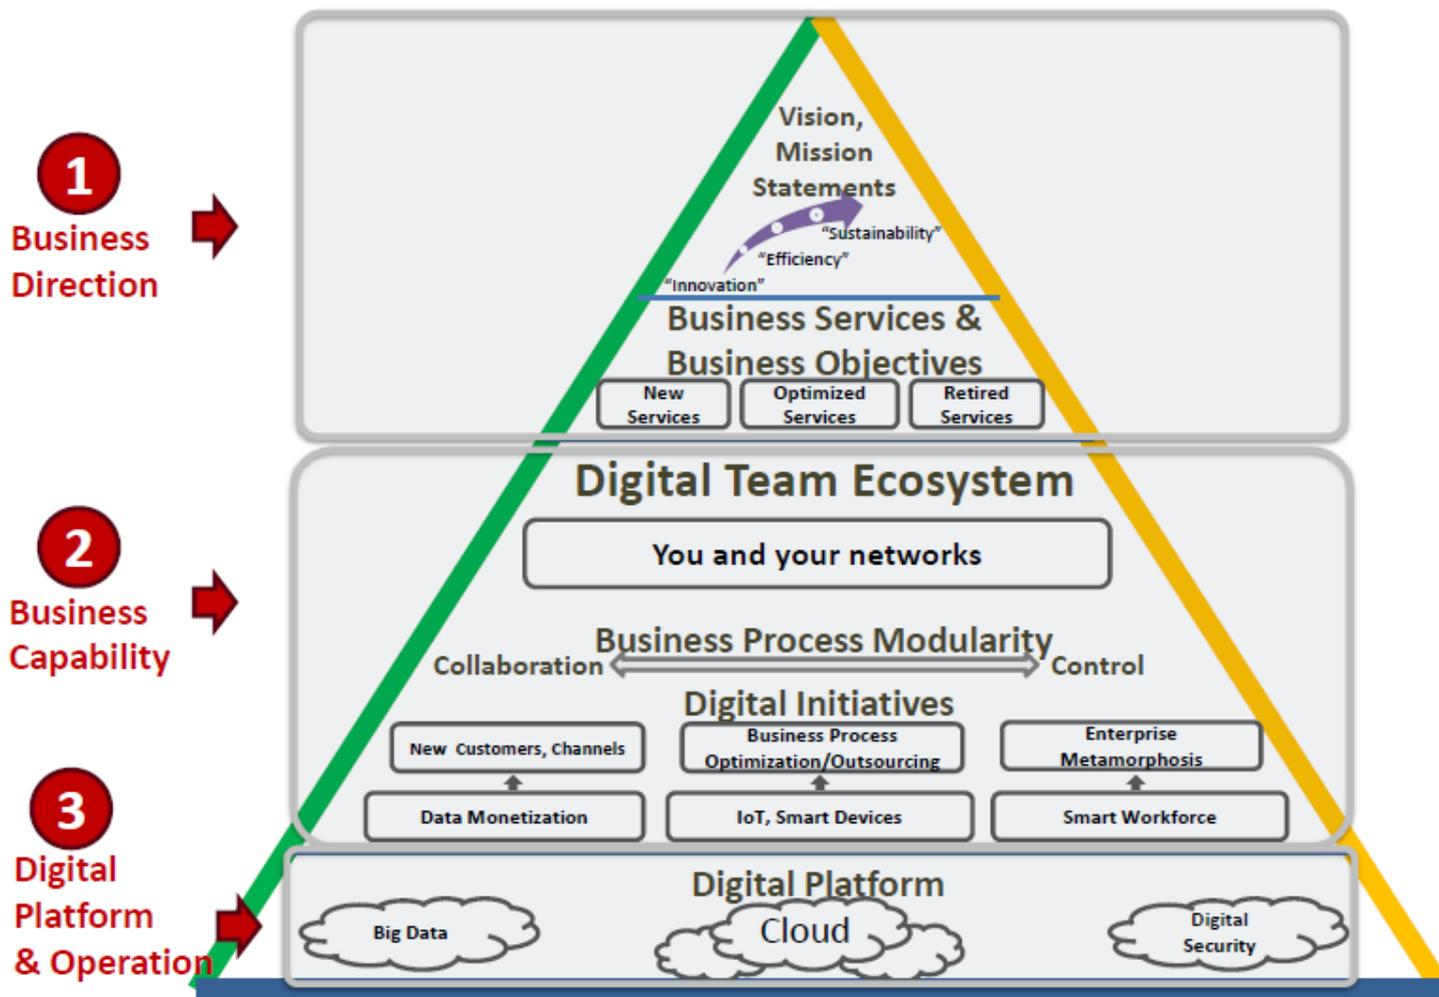 1
Business
Direction
Vision,
Mission
Statements
“Sustainability”
“Efficiency”
“Innovation”
Business Services &
Business Objectives
New
Services
Optimized
Services
Retired
Services
2
Business
Capability
Digital Team Ecosystem
You and your networks
Business Process Modularity
Collaboration
Control
Digital Initiatives
New Customers, Channels
Business Process
Optimization/Outsourcing
Enterprise
Metamorphosis
Data Monetization
IoT, Smart Devices
Smart Workforce
3
Digital
Platform
& Operation
Digital Platform
Big Data
Cloud
Digital
Security